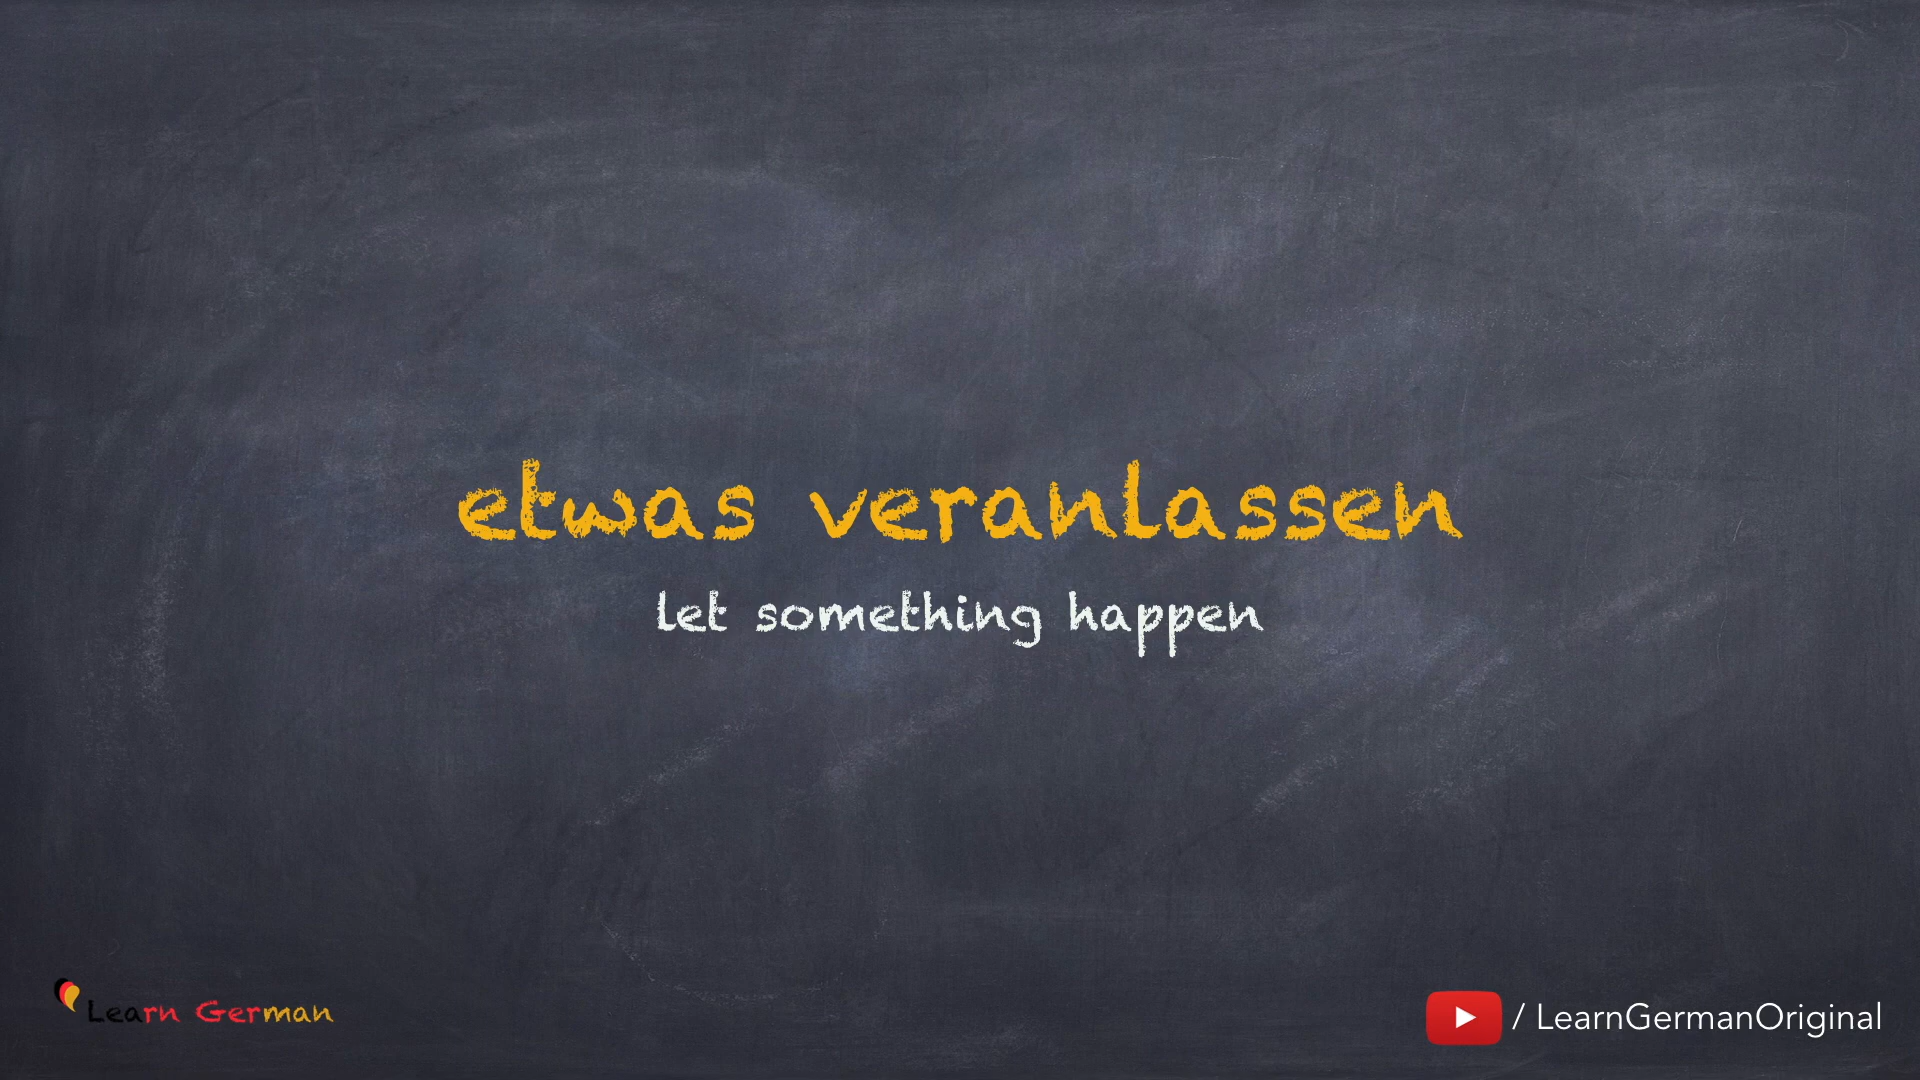 etwas veranlassen
let something happen
Learn German
/ LearnGermanOriginal